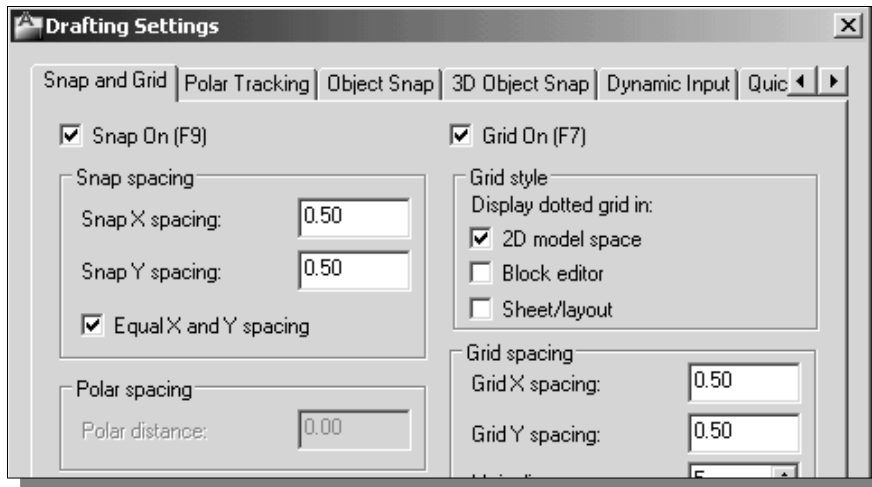 Drafting Settings
Snap and Grid
Polar Tracking
Object Snap
3D Object Snap
Dynamic Input
Quic
Snap On (F9)
Snap spacing
Snap X spacing: 0.50
Snap Y spacing: 0.50
Equal X and Y spacing
Polar spacing
Polar distance: 0.00
Grid On (F7)
Grid style
Display dotted grid in:
2D model space
Block editor
Sheet/layout
Grid spacing
Grid X spacing: 0.50
Grid Y spacing: 0.50